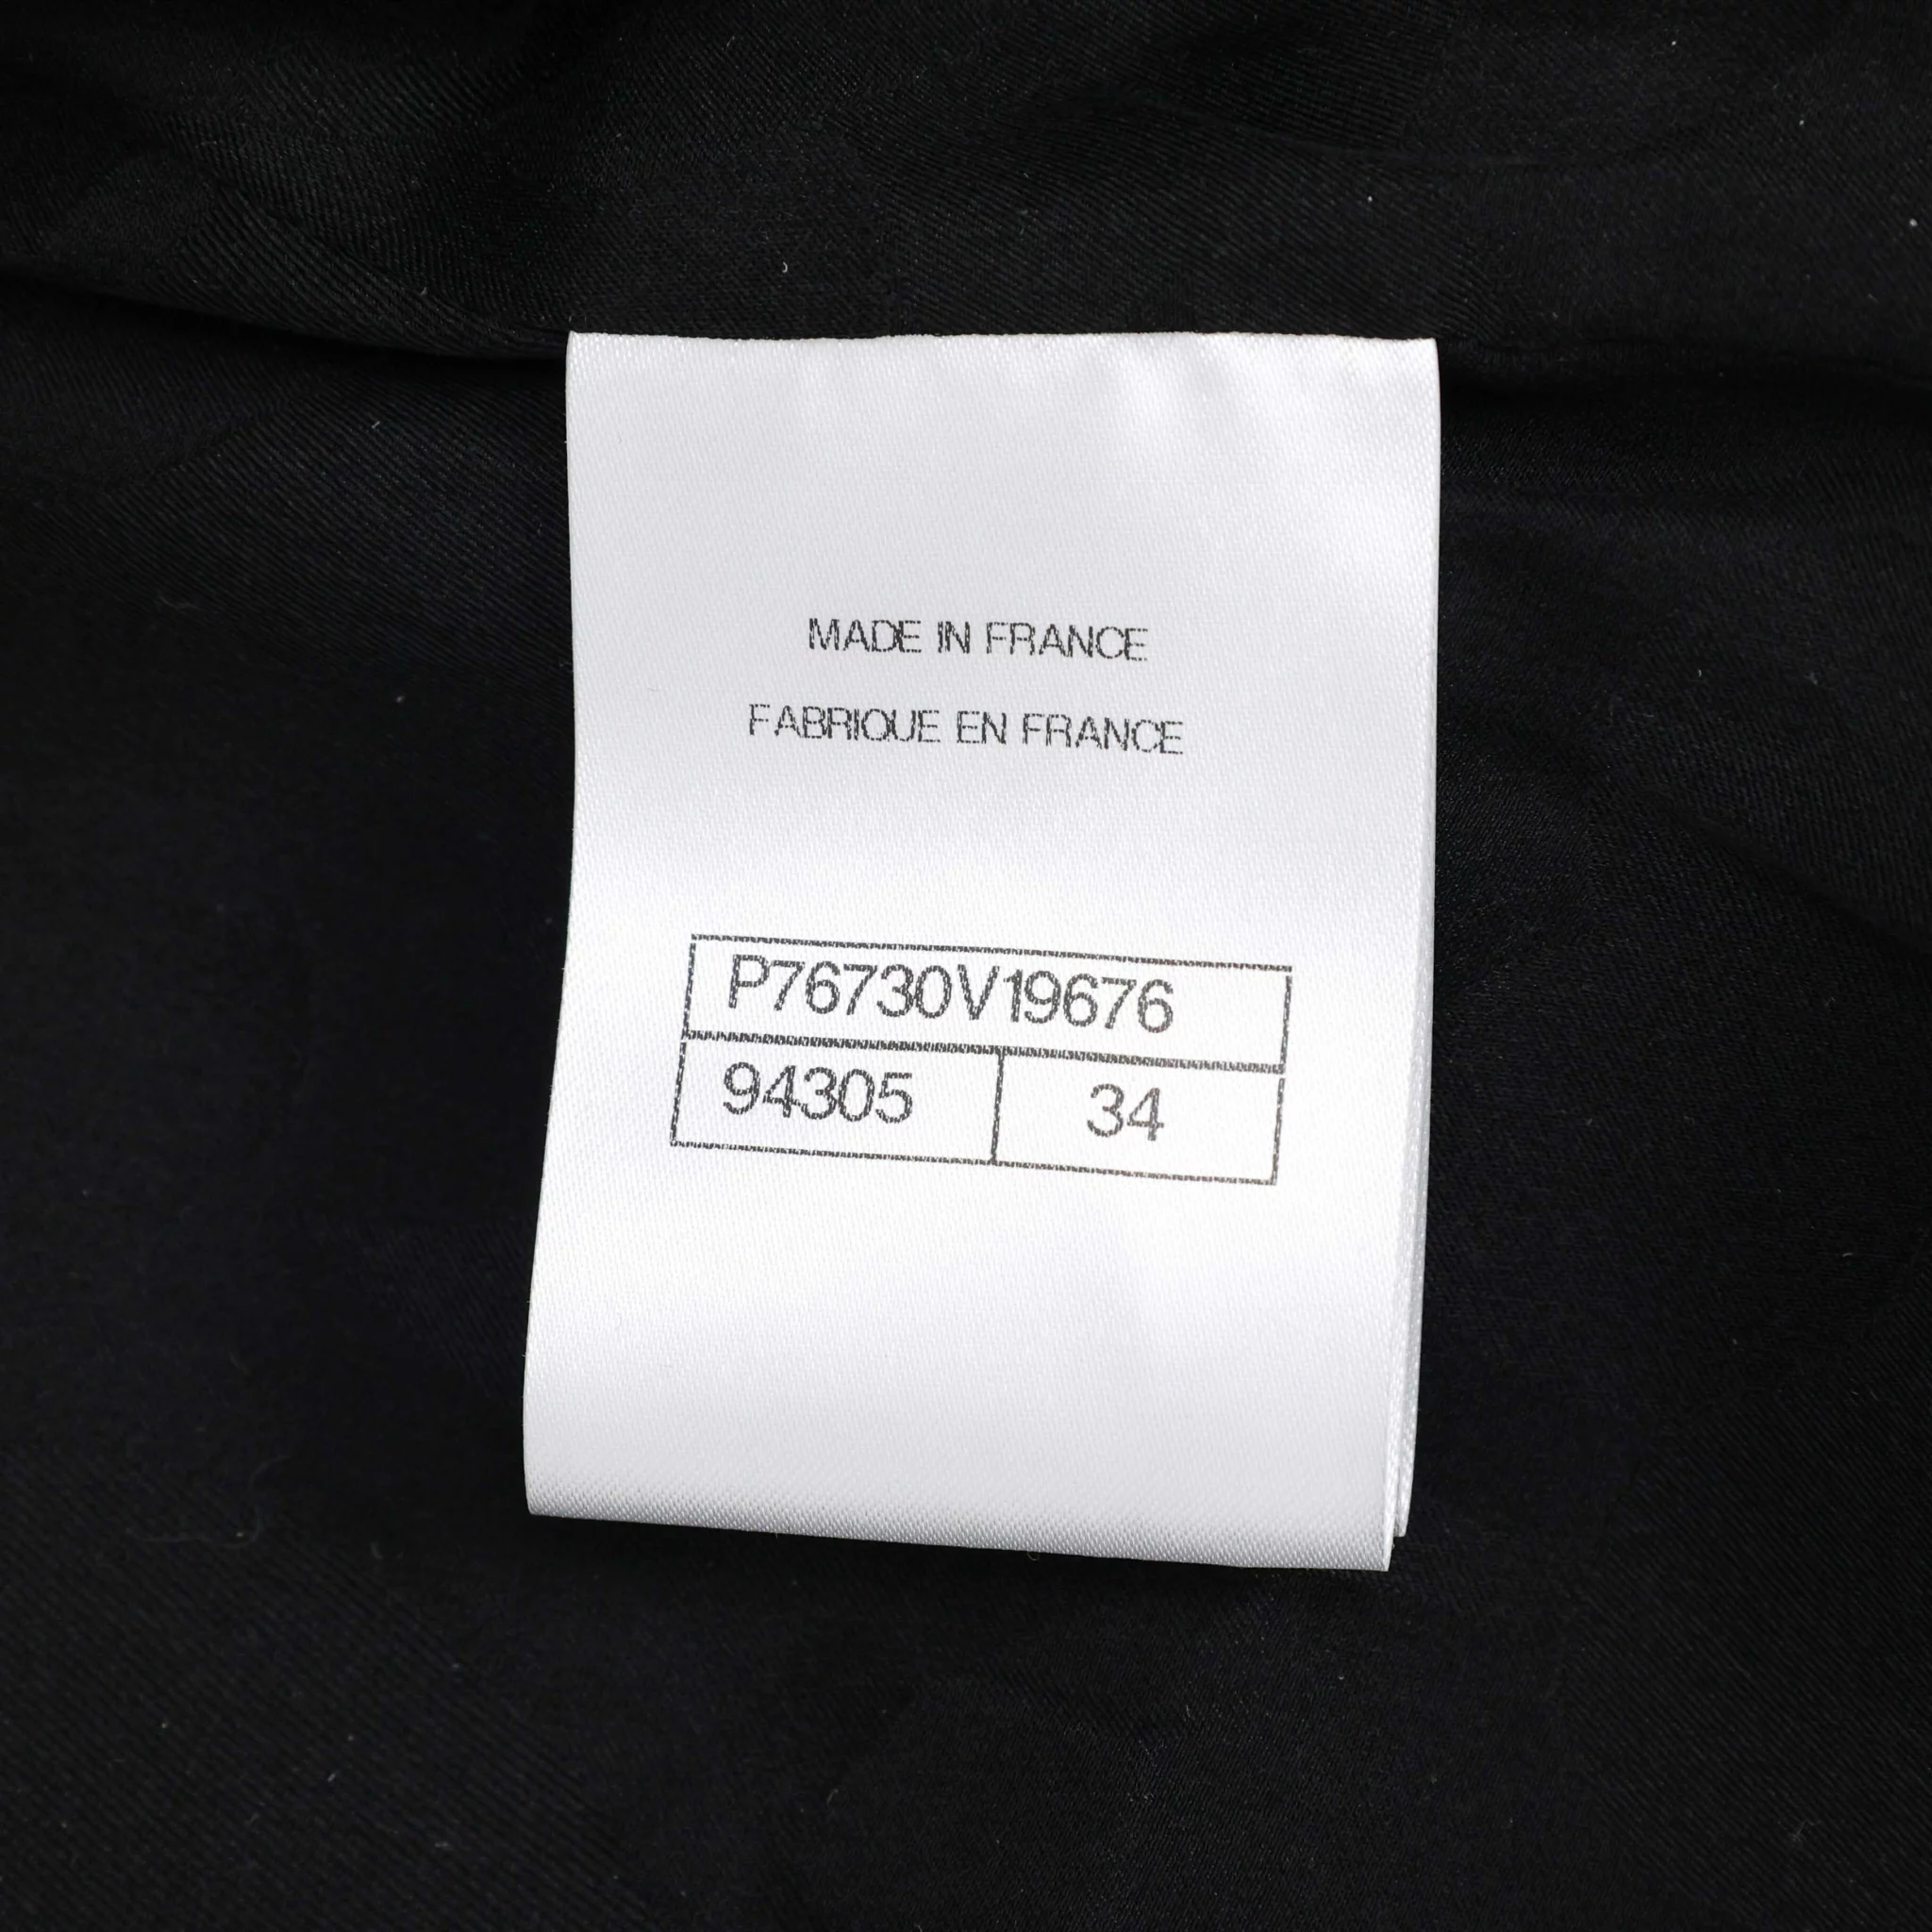 MADE IN FRANCE
FABRIQUE EN FRANCE
P76730V19676
94305 34